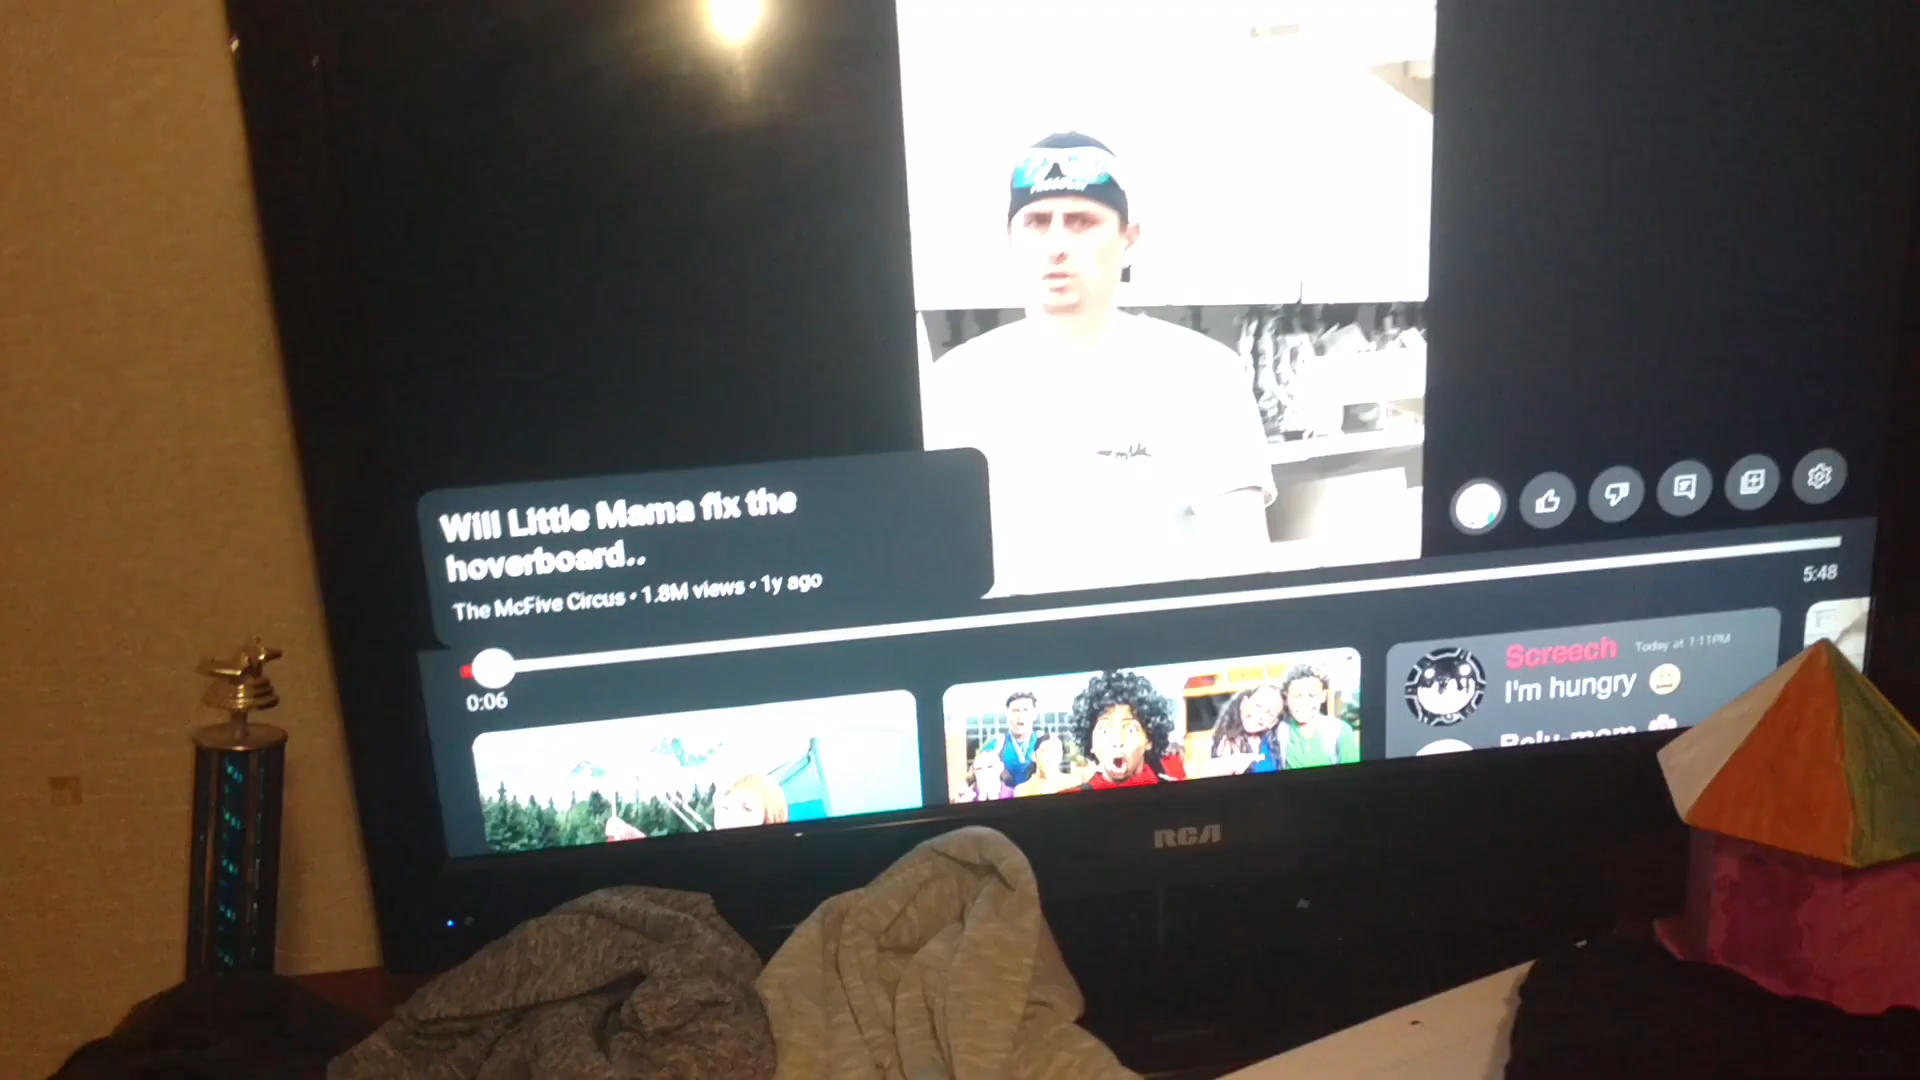 Will Little Mama fix the
hoverboard..
The McFive Circus • 1.8M views • 1y ago
5:48
0:06
Screech Today at 1:11PM
I'm hungry 😀
RCA